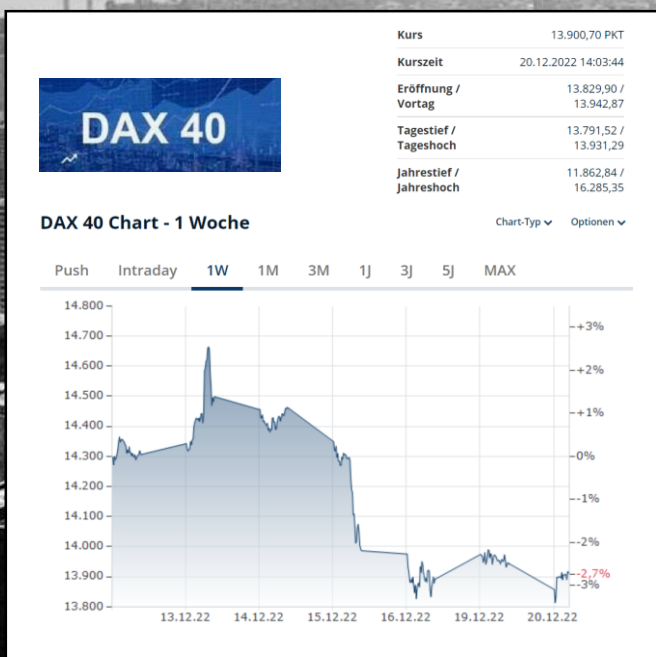 Kurs 13.900,70 PKT
Kurszeit 20.12.2022 14:03:44
Eröffnung / 13.829,90 /
Vortag 13.942,87
Tagestief / 13.791,52 /
Tageshoch 13.931,29
Jahrestief / 11.862,84 /
Jahreshoch 16.285,35
DAX 40
DAX 40 Chart - 1 Woche Chart-Typ Optionen
Push Intraday 1W 1M 3M 1J 3J 5J MAX
14.800
14.700 +3%
14.600 +2%
14.500
14.400 +1%
14.300 0%
14.200
14.100 -1%
14.000 -2%
13.900 -2,7%
-3%
13.800
13.12.22 14.12.22 15.12.22 16.12.22 19.12.22 20.12.22